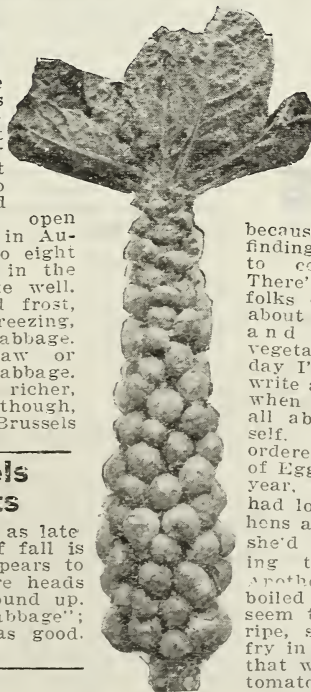 open
in Au-
o eight
in the
te well.
d frost,
reezing,
abbage.
aw or
abbage.
richer,
though,
Brussels
els
ts
as late
f fall is
pears to
re heads
ound up.
abbage";
as good.
becaus
finding
to co
There'
folks
about
and
vegeta
day I'
write a
when
all ab
self.
ordere
of Egg
year,
had lo
hens a
she'd
ing t
Anothe
boiled
seem t
ripe, s
fry in
that w
tomato